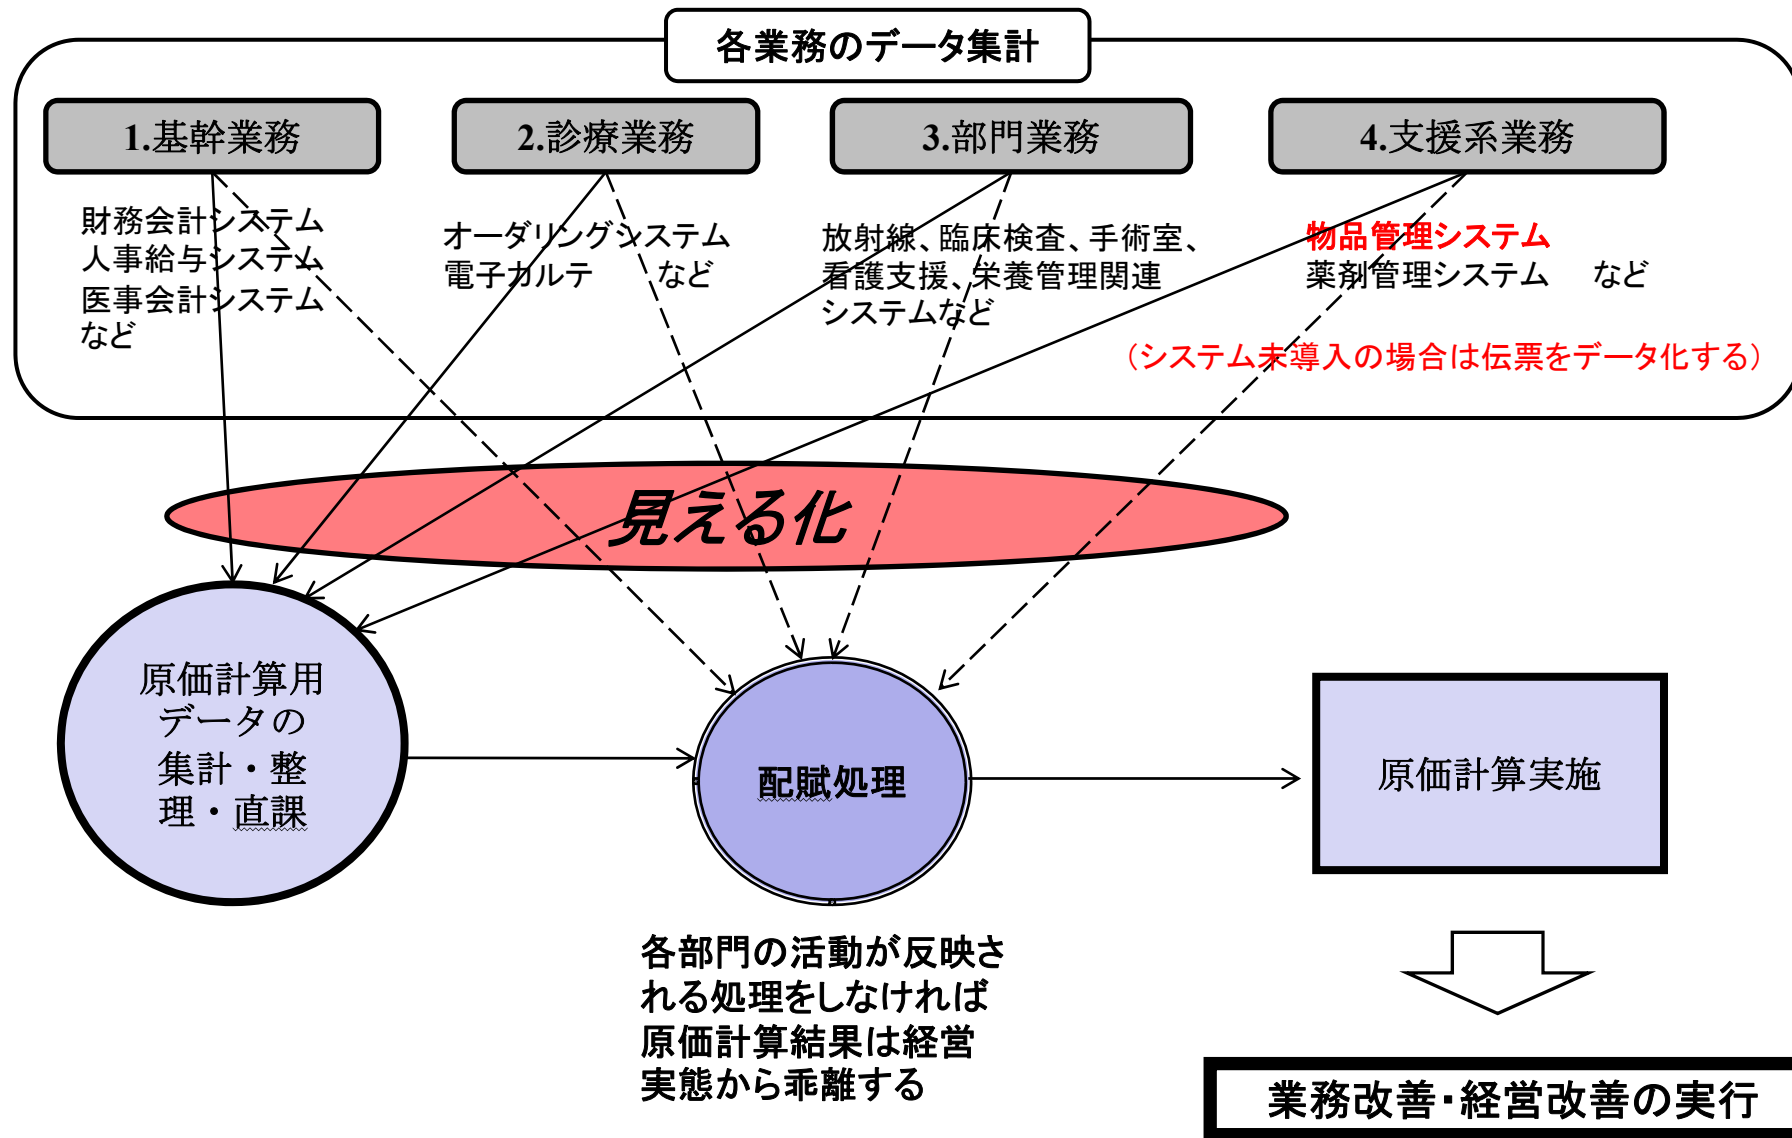 各業務のデータ集計
1.基幹業務
2.診療業務
3.部門業務
4.支援系業務
財務会計システム
人事給与システム
医事会計システム
など
オーダリングシステム
電子カルテ　　など
放射線、臨床検査、手術室、
看護支援、栄養管理関連
システムなど
物品管理システム
薬剤管理システム　など
（システム未導入の場合は伝票をデータ化する）
見える化
原価計算用
データの
集計・整
理・直課
配賦処理
原価計算実施
各部門の活動が反映さ
れる処理をしなければ
原価計算結果は経営
実態から乖離する
業務改善・経営改善の実行